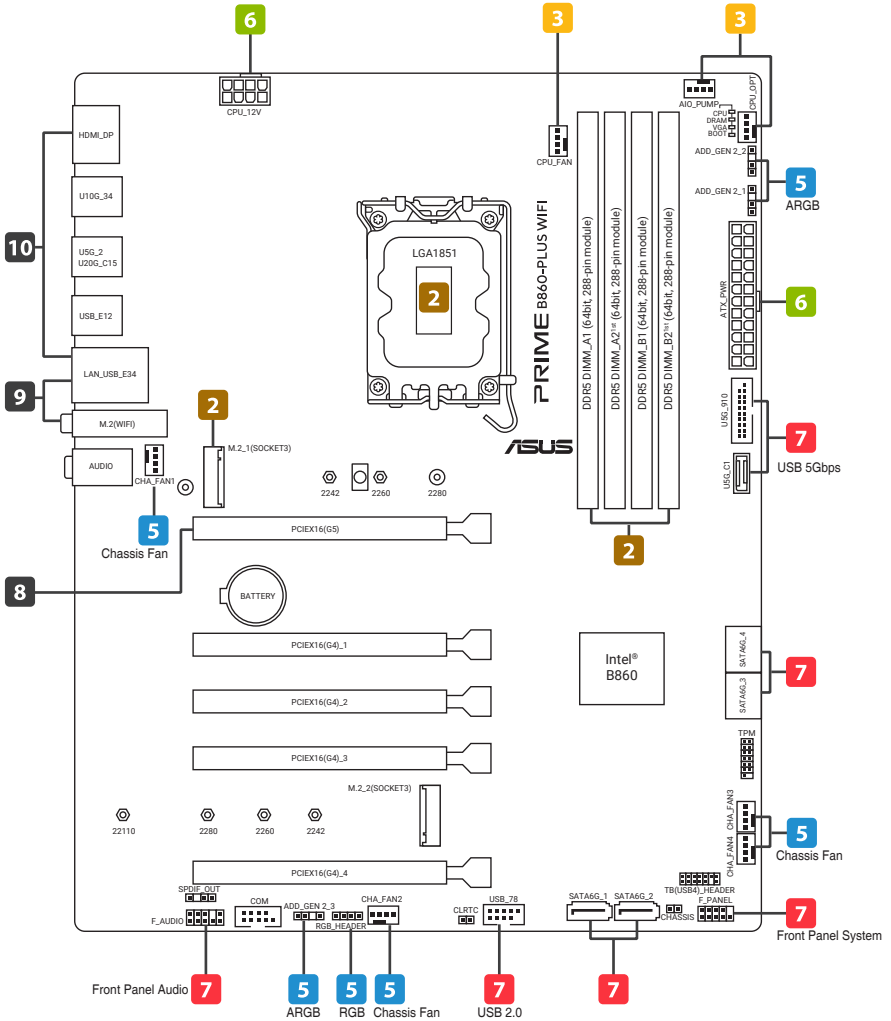 6
3
3
CPU_12V
AIO_PUMP
CPU_OPT
CPU
DRAM
VGA
BOOT
CPU_FAN
HDMI_DP
ADD_GEN 2_2
5
ARGB
ADD_GEN 2_1
U10G_34
10
U5G_2
U20G_C15
LGA1851
2
PRIME B860-PLUS WIFI
DDR5 DIMM_A1 (64bit, 288-pin module)
DDR5 DIMM_A2¹ˢᵗ (64bit, 288-pin module)
DDR5 DIMM_B1 (64bit, 288-pin module)
DDR5 DIMM_B2¹ˢᵗ (64bit, 288-pin module)
ATX_PWR
6
USB_E12
LAN_USB_E34
9
2
M.2(WIFI)
U5G_910
7
USB 5Gbps
U5G_C1
ASUS
M.2_1(SOCKET3)
AUDIO
CHA_FAN1
2242
2260
2280
5
Chassis Fan
PCIEX16(G5)
2
8
BATTERY
PCIEX16(G4)_1
Intel®
B860
SATA6G_4
7
SATA6G_3
PCIEX16(G4)_2
TPM
PCIEX16(G4)_3
M.2_2(SOCKET3)
CHA_FAN3
5
Chassis Fan
CHA_FAN4
22110
2280
2260
2242
PCIEX16(G4)_4
TB(USB4)_HEADER
SPDIF_OUT
F_AUDIO
COM
ADD_GEN 2_3
RGB_HEADER
CHA_FAN2
CLRTC
USB_78
SATA6G_1
SATA6G_2
CHASSIS
F_PANEL
7
Front Panel System
Front Panel Audio 7
5
ARGB
5
RGB
5
Chassis Fan
7
USB 2.0
7